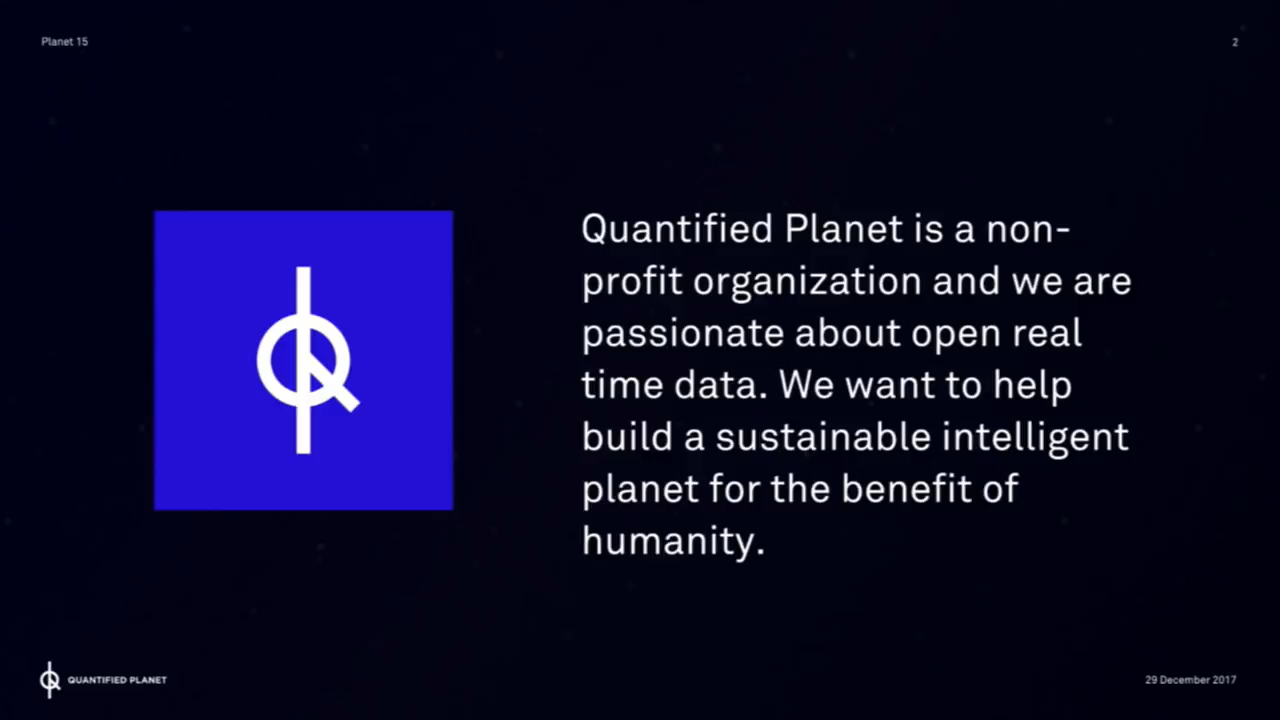 Planet 15
2
Quantified Planet is a non-
profit organization and we are
passionate about open real
time data. We want to help
build a sustainable intelligent
planet for the benefit of
humanity.
QUANTIFIED PLANET
29 December 2017